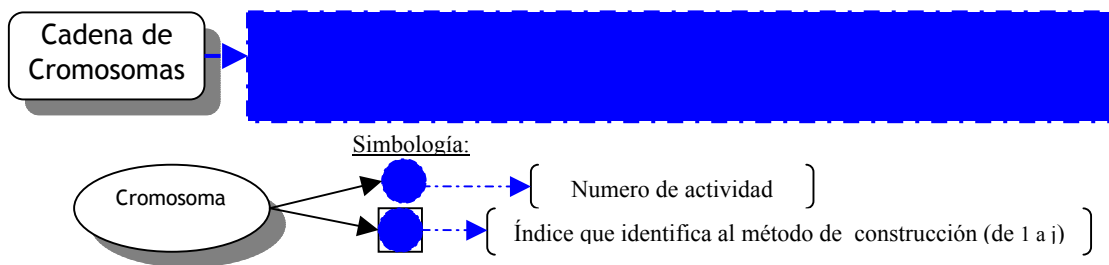 Cadena de
Cromosomas
Simbología:
Cromosoma
Numero de actividad
Índice que identifica al método de construcción (de 1 a j)